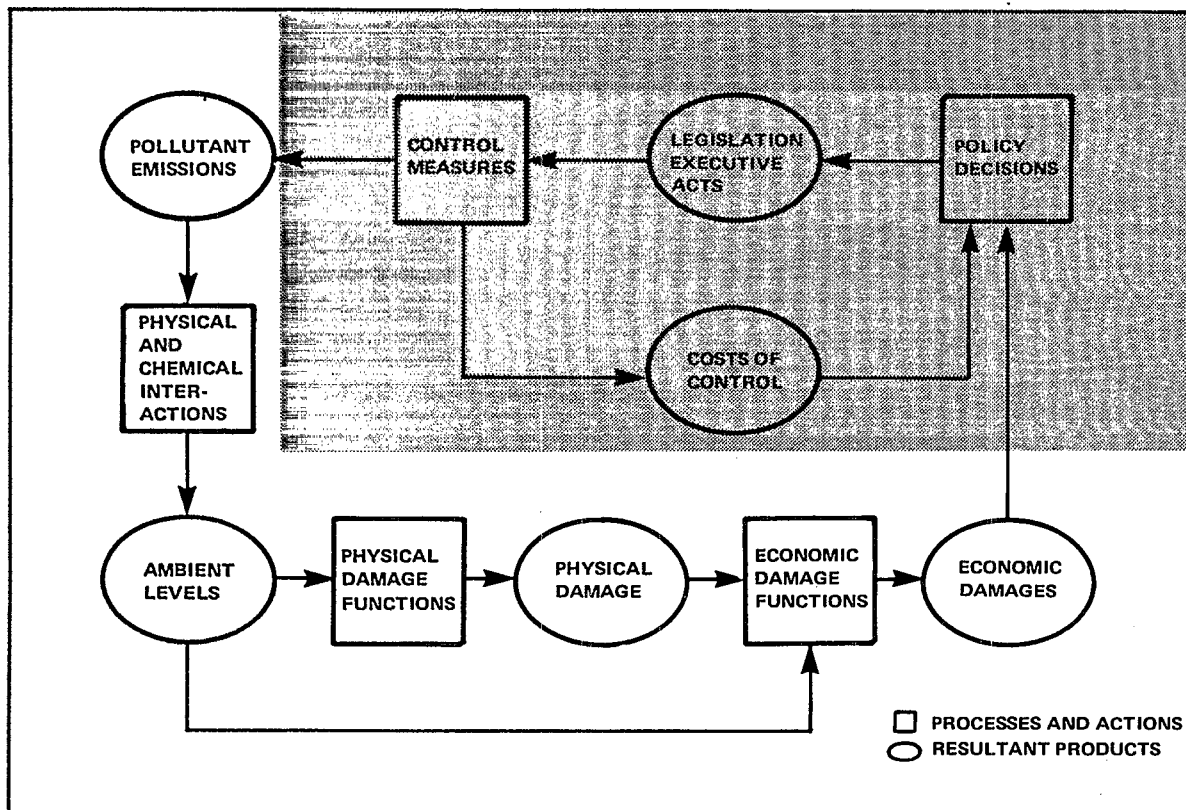 POLLUTANT
EMISSIONS
CONTROL
MEASURES
LEGISLATION
EXECUTIVE
ACTS
POLICY
DECISIONS
PHYSICAL
AND
CHEMICAL
INTER-
ACTIONS
COSTS OF
CONTROL
AMBIENT
LEVELS
PHYSICAL
DAMAGE
FUNCTIONS
PHYSICAL
DAMAGE
ECONOMIC
DAMAGE
FUNCTIONS
ECONOMIC
DAMAGES
PROCESSES AND ACTIONS
RESULTANT PRODUCTS